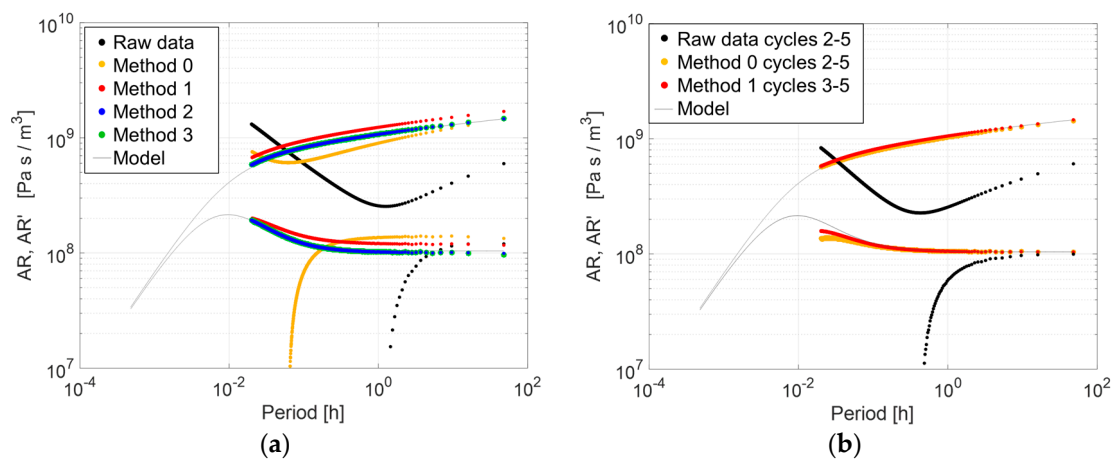 10^10
10^9
10^8
10^7
AR, AR' [Pa s / m^3]
Raw data
Method 0
Method 1
Method 2
Method 3
Model
10^-4
10^-2
10^0
10^2
Period [h]
(a)
10^10
10^9
10^8
10^7
AR, AR' [Pa s / m^3]
Raw data cycles 2-5
Method 0 cycles 2-5
Method 1 cycles 3-5
Model
10^-4
10^-2
10^0
10^2
Period [h]
(b)